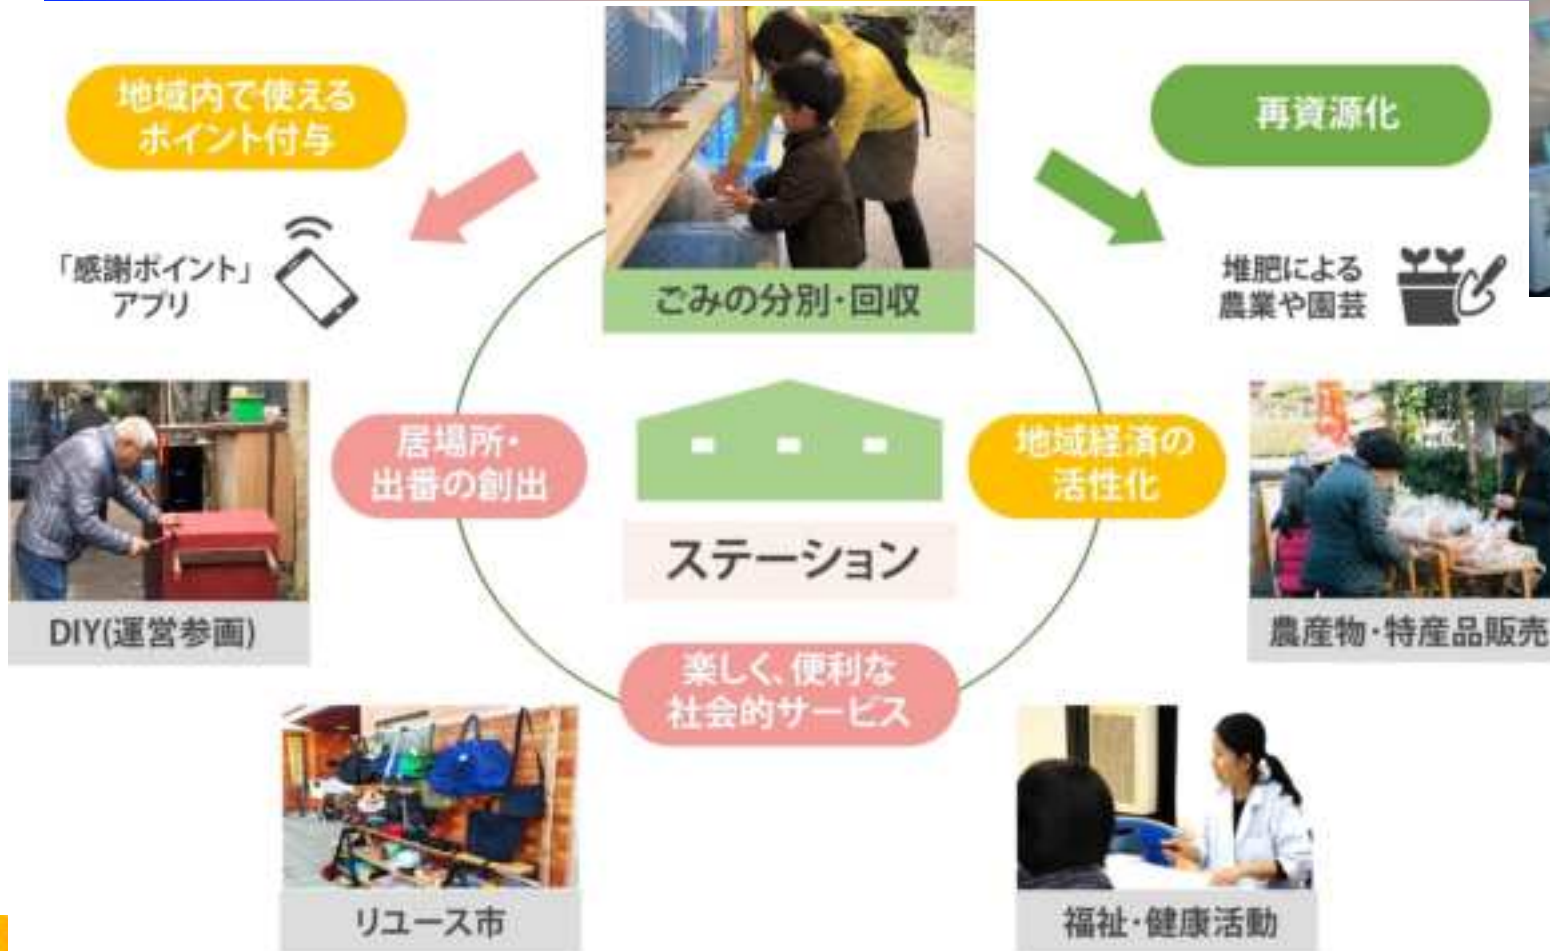 地域内で使える
ポイント付与
再資源化
「感謝ポイント」
アプリ
ごみの分別・回収
堆肥による
農業や園芸
居場所・
出番の創出
地域経済の
活性化
ステーション
DIY(運営参画)
農産物・特産品販売
楽しく、便利な
社会的サービス
リユース市
福祉・健康活動